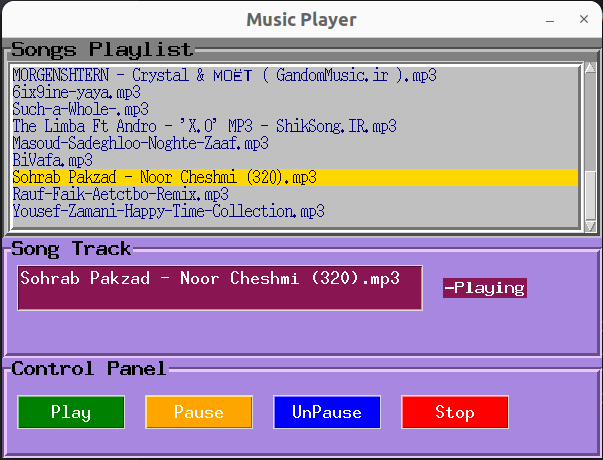 Music Player
Songs Playlist
MORGENSHTERN - Crystal & МОЁТ ( GandomMusic.ir ).mp3
6ix9ine-yaya.mp3
Such-a-Whole-.mp3
The Limba Ft Andro - 'X.O' MP3 - ShikSong.IR.mp3
Masoud-Sadeghloo-Noghte-Zaaf.mp3
BiVafa.mp3
Sohrab Pakzad - Noor Cheshmi (320).mp3
Rauf-Faik-Aetctbo-Remix.mp3
Yousef-Zamani-Happy-Time-Collection.mp3
Song Track
Sohrab Pakzad - Noor Cheshmi (320).mp3
-Playing
Control Panel
Play
Pause
UnPause
Stop